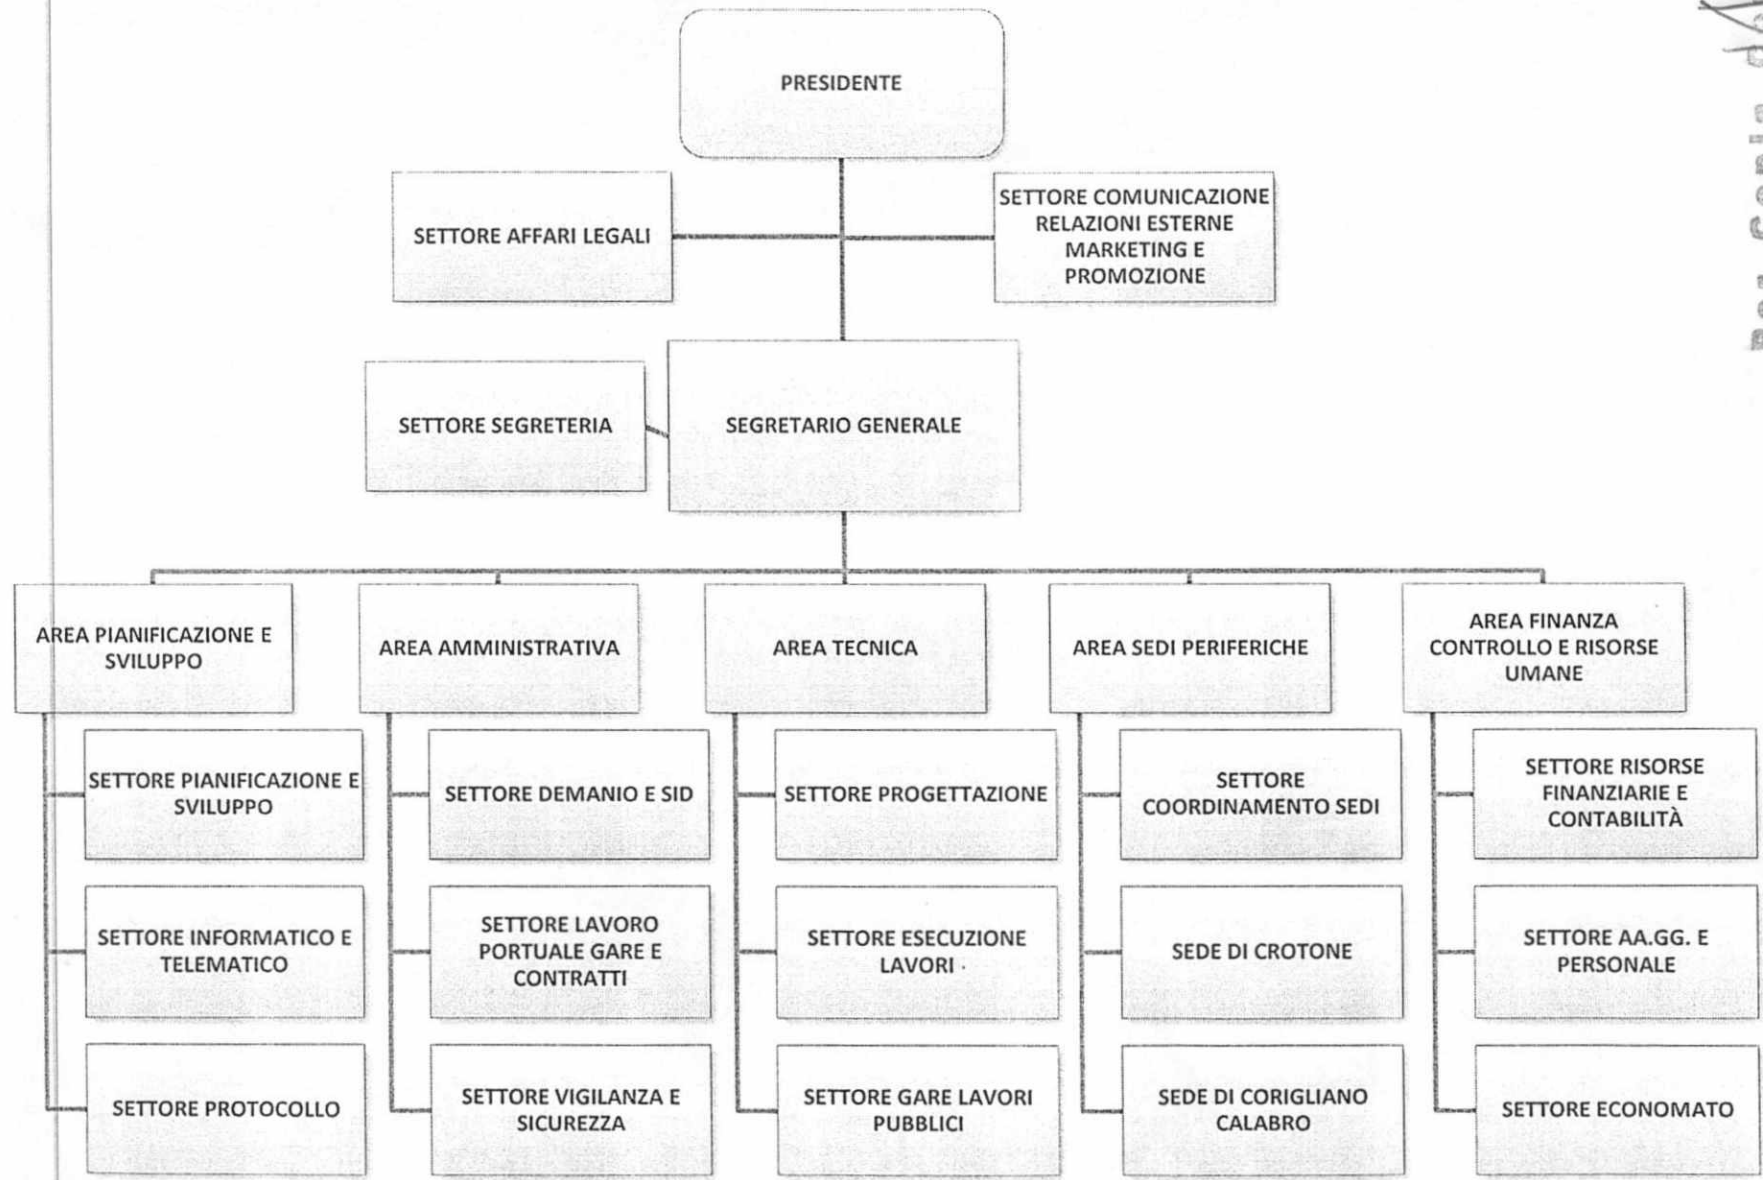 PRESIDENTE
SETTORE AFFARI LEGALI
SETTORE COMUNICAZIONE
RELAZIONI ESTERNE
MARKETING E
PROMOZIONE
SETTORE SEGRETERIA
SEGRETARIO GENERALE
AREA PIANIFICAZIONE E
SVILUPPO
AREA AMMINISTRATIVA
AREA TECNICA
AREA SEDI PERIFERICHE
AREA FINANZA
CONTROLLO E RISORSE
UMANE
SETTORE PIANIFICAZIONE E
SVILUPPO
SETTORE DEMANIO E SID
SETTORE PROGETTAZIONE
SETTORE
COORDINAMENTO SEDI
SETTORE RISORSE
FINANZIARIE E
CONTABILITÀ
SETTORE INFORMATICO E
TELEMATICO
SETTORE LAVORO
PORTUALE GARE E
CONTRATTI
SETTORE ESECUZIONE
LAVORI
SEDE DI CROTONE
SETTORE AA.GG. E
PERSONALE
SETTORE PROTOCOLLO
SETTORE VIGILANZA E
SICUREZZA
SETTORE GARE LAVORI
PUBBLICI
SEDE DI CORIGLIANO
CALABRO
SETTORE ECONOMATO